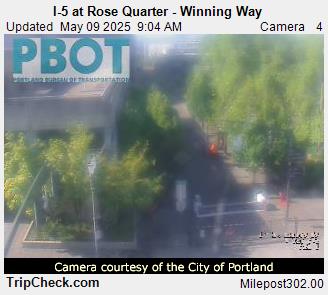 I-5 at Rose Quarter - Winning Way
Updated May 09 2025 9:04 AM Camera 4
PBOT
PORTLAND BUREAU OF TRANSPORTATION
Camera courtesy of the City of Portland
TripCheck.com Milepost302.00